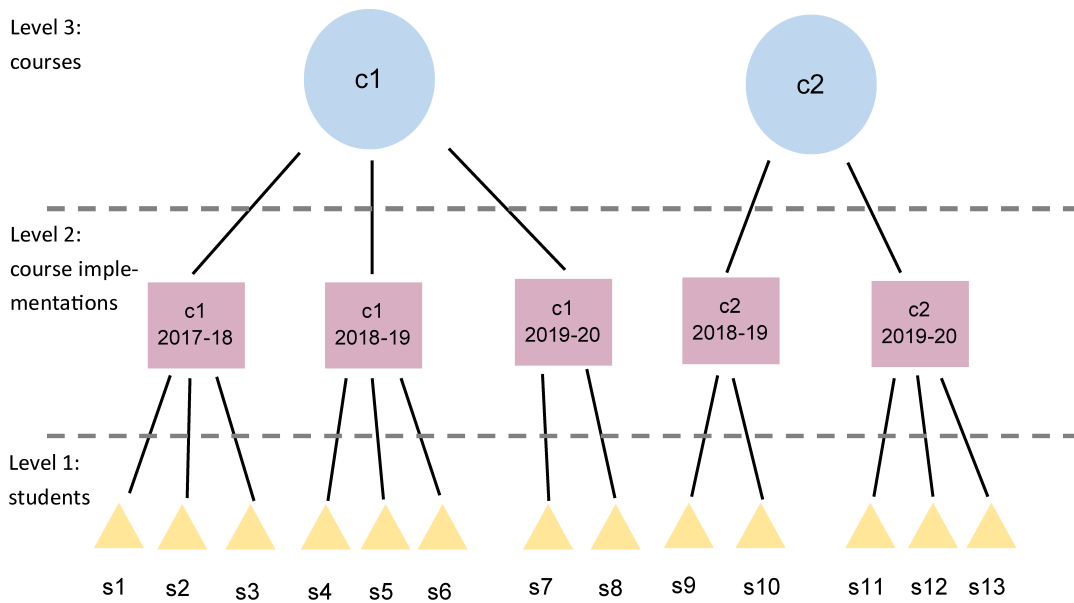 Level 3:
courses
c1
c2
Level 2:
course imple-
mentations
c1
2017-18
c1
2018-19
c1
2019-20
c2
2018-19
c2
2019-20
Level 1:
students
s1
s2
s3
s4
s5
s6
s7
s8
s9
s10
s11
s12
s13